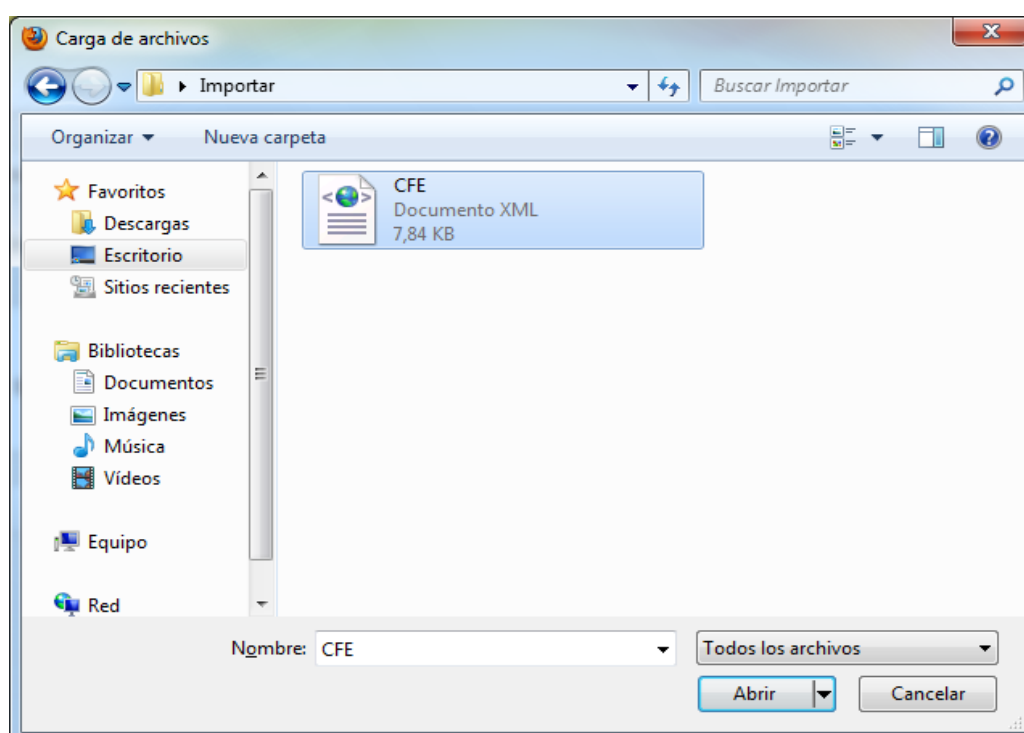 Carga de archivos
Importar
Buscar Importar
Organizar
Nueva carpeta
Favoritos
Descargas
Escritorio
Sitios recientes
Bibliotecas
Documentos
Imágenes
Música
Vídeos
Equipo
Red
CFE
Documento XML
7,84 KB
Nombre: CFE
Todos los archivos
Abrir
Cancelar